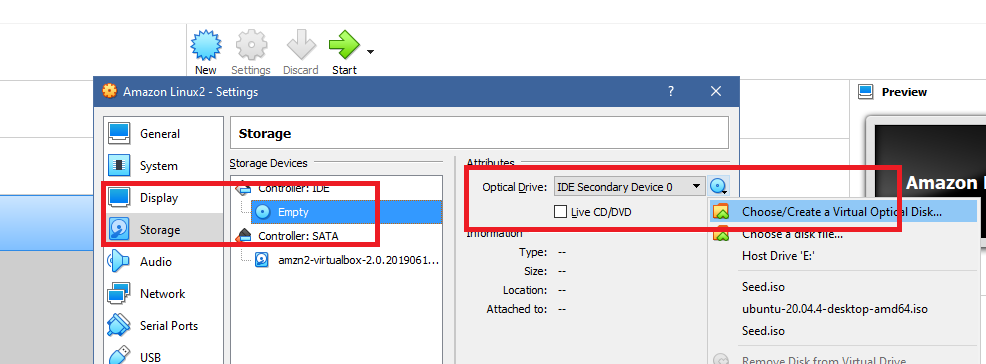 New Settings Discard Start
Preview
Amazon Linux2 - Settings
?
General
System
Display
Storage
Audio
Network
Serial Ports
USB
Storage
Storage Devices
Controller: IDE
Empty
Controller: SATA
amzn2-virtualbox-2.0.2019061...
Attributes
Optical Drive: IDE Secondary Device 0
Live CD/DVD
Information
Type: --
Size: --
Location: --
Attached to: --
Choose/Create a Virtual Optical Disk...
Choose a disk file...
Host Drive 'E:'
Seed.iso
ubuntu-20.04.4-desktop-amd64.iso
Seed.iso
Remove Disk from Virtual Drive
Amazon